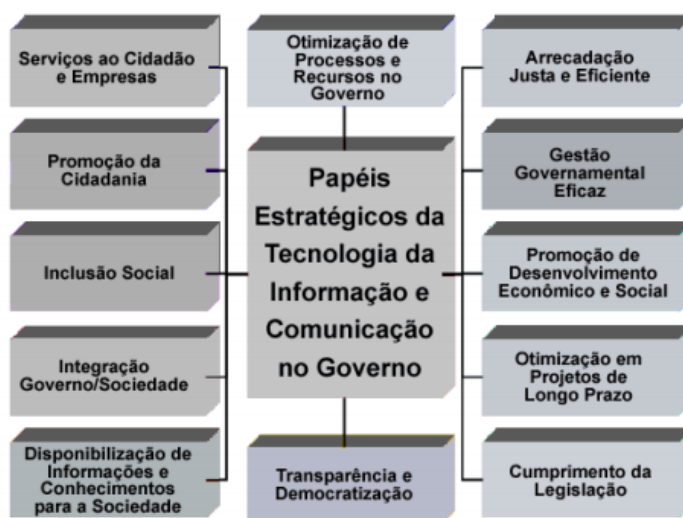 Serviços ao Cidadão
e Empresas
Promoção da
Cidadania
Inclusão Social
Integração
Governo/Sociedade
Disponibilização de
Informações e
Conhecimentos
para a Sociedade
Otimização de
Processos e
Recursos no
Governo
Papéis
Estratégicos da
Tecnologia da
Informação e
Comunicação
no Governo
Transparência e
Democratização
Arrecadação
Justa e Eficiente
Gestão
Governamental
Eficaz
Promoção de
Desenvolvimento
Econômico e Social
Otimização em
Projetos de
Longo Prazo
Cumprimento da
Legislação